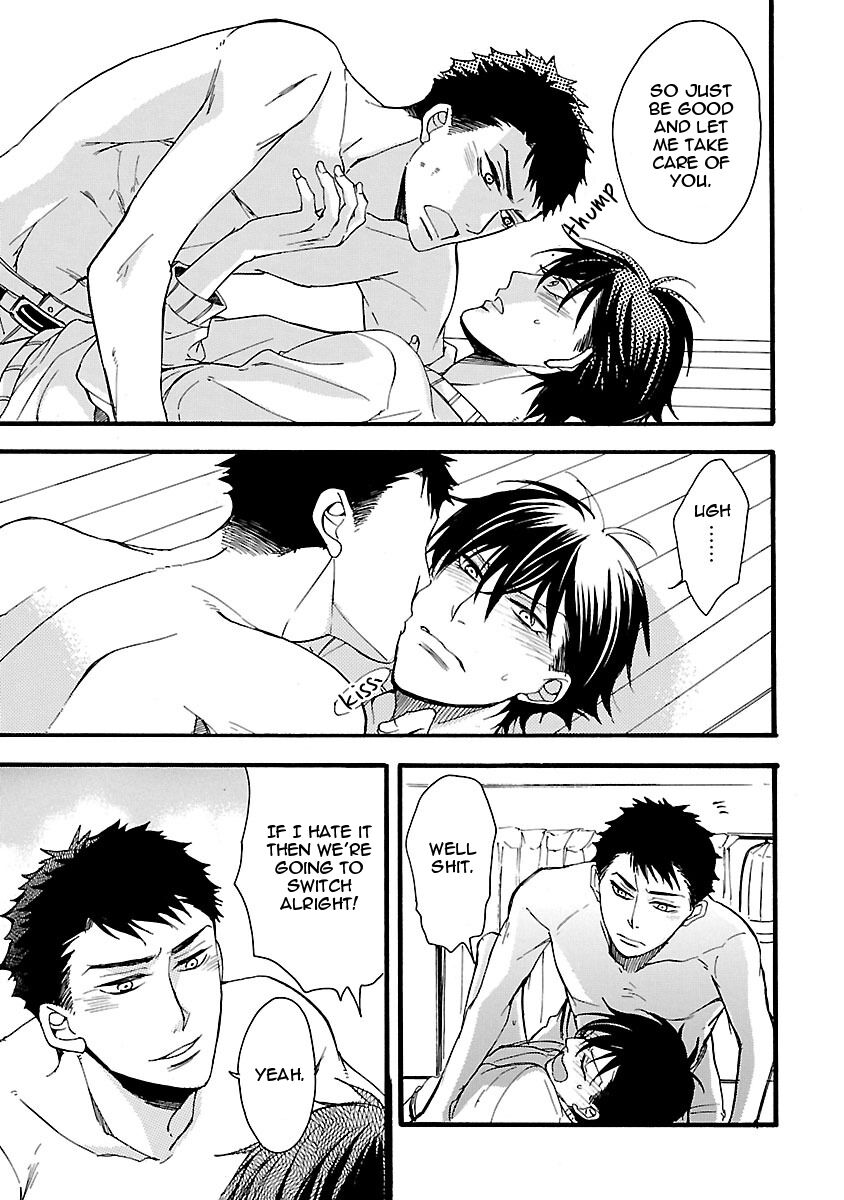 SO JUST
BE GOOD
AND LET
ME TAKE
CARE OF
YOU.
thump
UGH
......
kiss
WELL
SHIT.
IF I HATE IT
THEN WE'RE
GOING TO
SWITCH
ALRIGHT!
YEAH.